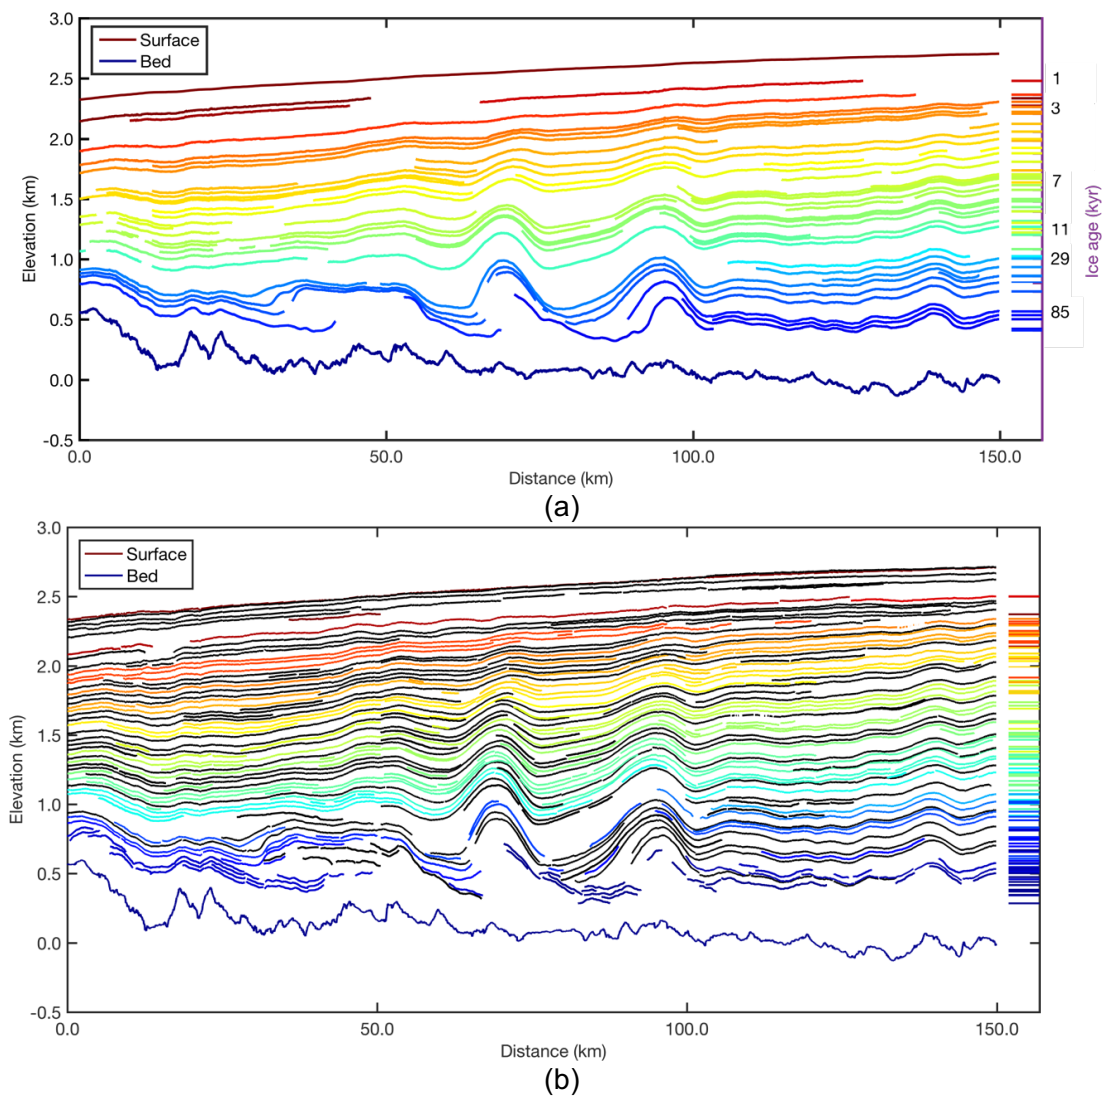 3.0
Surface
Bed
2.5
1
3
2.0
Elevation (km)
1.5
7
11
1.0
29
Ice age (kyr)
0.5
85
0.0
-0.5
0.0 50.0 100.0 150.0
Distance (km)
(a)
3.0
Surface
Bed
2.5
2.0
Elevation (km)
1.5
1.0
0.5
0.0
-0.5
0.0 50.0 100.0 150.0
Distance (km)
(b)